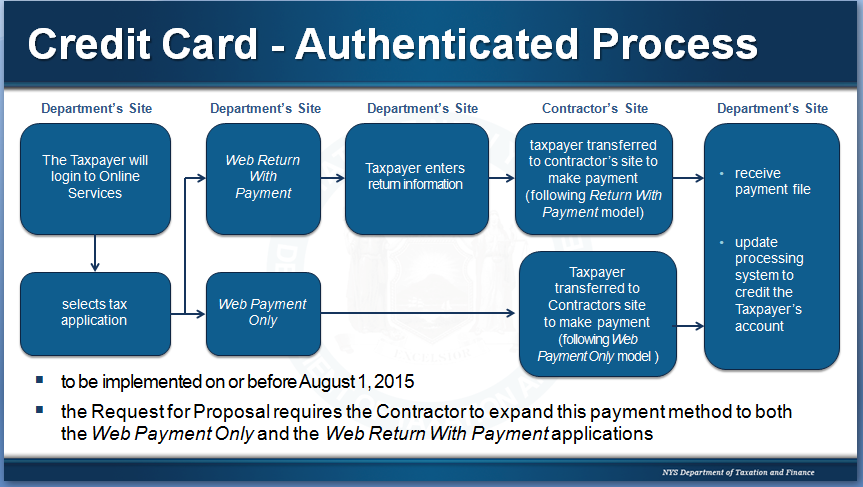 Credit Card - Authenticated Process
Department's Site
Department's Site
Department's Site
Contractor's Site
Department's Site
The Taxpayer will
login to Online
Services
Web Return
With
Payment
Taxpayer enters
return information
taxpayer transferred
to contractor's site to
make payment
(following Return With
Payment model)
• receive
payment file
• update
processing
system to
credit the
Taxpayer's
account
selects tax
application
Web Payment
Only
Taxpayer
transferred to
Contractors site
to make payment
(following Web
Payment Only model )
▪ to be implemented on or before August 1, 2015
▪ the Request for Proposal requires the Contractor to expand this payment method to both
the Web Payment Only and the Web Return With Payment applications
EXCELSIOR
NYS Department of Taxation and Finance